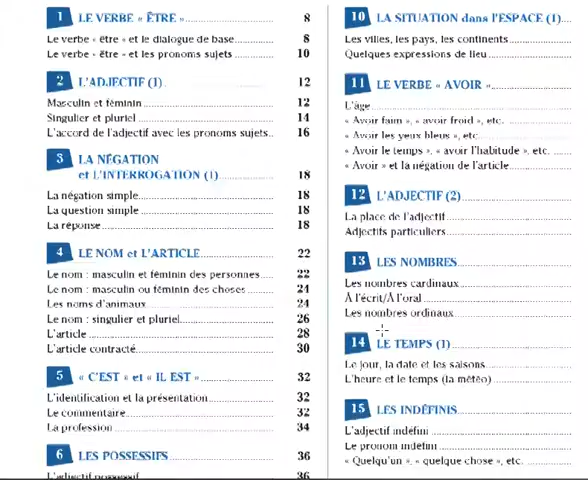 1 LE VERBE « ÊTRE » 8
Le verbe « être » et le dialogue de base 8
Le verbe « être » et les pronoms sujets 10
2 L'ADJECTIF (1) 12
Masculin et féminin 12
Singulier et pluriel 14
L'accord de l'adjectif avec les pronoms sujets 16
3 LA NÉGATION
et L'INTERROGATION (1) 18
La négation simple 18
La question simple 18
La réponse 18
4 LE NOM et L'ARTICLE 22
Le nom : masculin et féminin des personnes 22
Le nom : masculin ou féminin des choses 24
Les noms d'animaux 24
Le nom : singulier et pluriel 26
L'article 28
L'article contracté 30
5 « C'EST » et « IL EST » 32
L'identification et la présentation 32
Le commentaire 32
La profession 34
6 LES POSSESSIFS 36
L'adjectif possessif 36
10 LA SITUATION dans l'ESPACE (1)
Les villes, les pays, les continents
Quelques expressions de lieu
11 LE VERBE « AVOIR »
L'âge
« Avoir faim », « avoir froid », etc.
« Avoir les yeux bleus », etc.
« Avoir le temps », « avoir l'habitude », etc.
« Avoir » et la négation de l'article
12 L'ADJECTIF (2)
La place de l'adjectif
Adjectifs particuliers
13 LES NOMBRES
Les nombres cardinaux
À l'écrit/À l'oral
Les nombres ordinaux
14 LE TEMPS (1)
Le jour, la date et les saisons
L'heure et le temps (la météo)
15 LES INDÉFINIS
L'adjectif indéfini
Le pronom indéfini
« Quelqu'un », « quelque chose », etc.